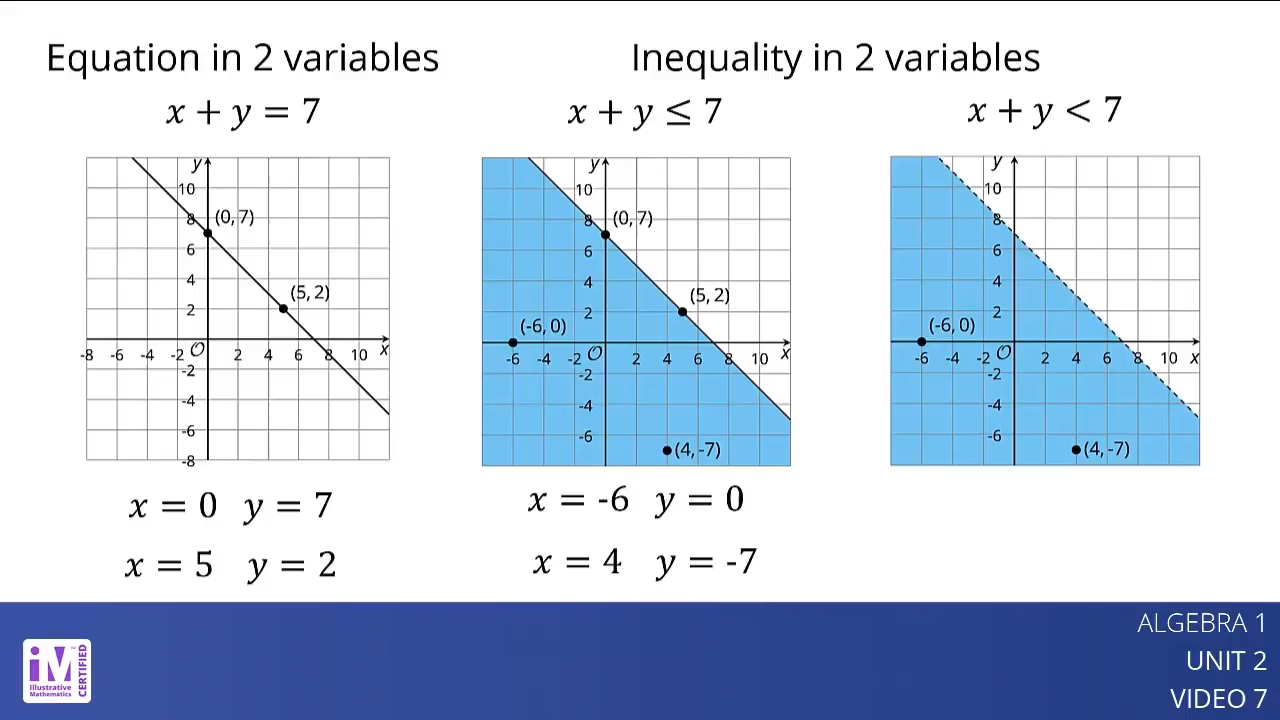 Equation in 2 variables
x + y = 7
y
10
8
(0, 7)
6
4
(5, 2)
2
-8 -6 -4 -2 O 2 4 6 8 10 x
-2
-4
-6
-8
x = 0 y = 7
x = 5 y = 2
Inequality in 2 variables
x + y ≤ 7
y
10
8
(0, 7)
6
4
(5, 2)
2
(-6, 0)
-6 -4 -2 O 2 4 6 8 10 x
-2
-4
-6
(4, -7)
x = -6 y = 0
x = 4 y = -7
x + y < 7
y
10
8
6
4
2
(-6, 0)
-6 -4 -2 O 2 4 6 8 10 x
-2
-4
-6
(4, -7)
iM™
Illustrative
Mathematics
CERTIFIED
ALGEBRA 1
UNIT 2
VIDEO 7